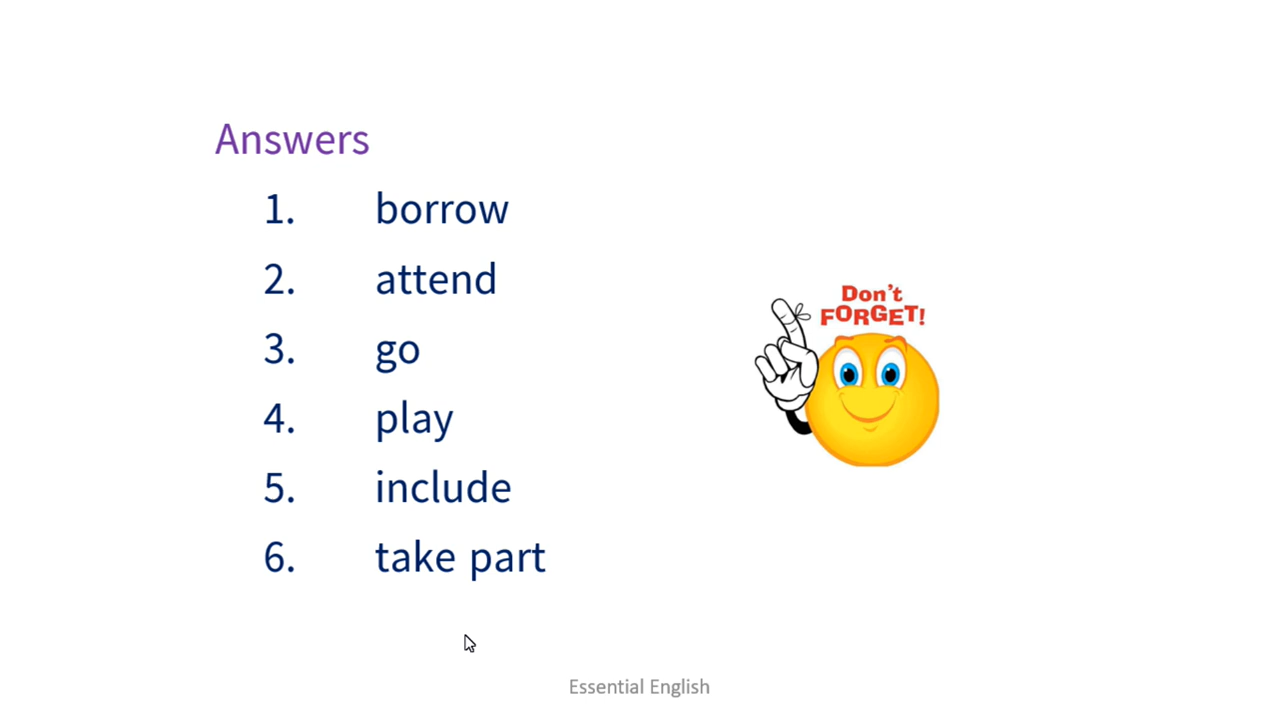 Answers
1. borrow
2. attend
3. go
4. play
5. include
6. take part
Don't
FORGET!
Essential English